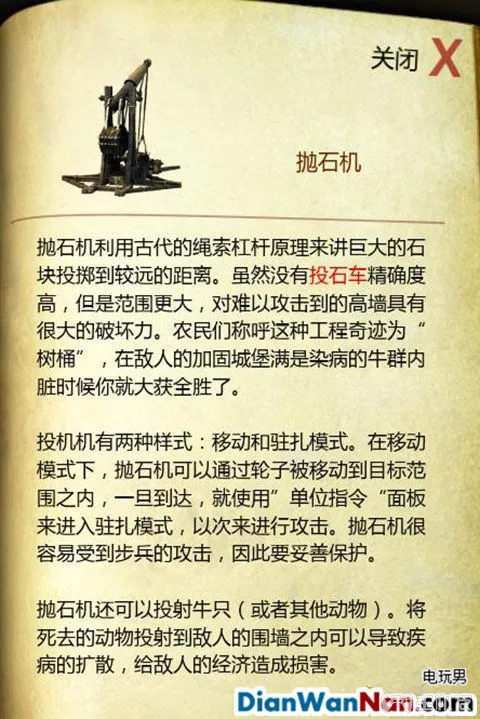 关闭 X
抛石机
抛石机利用古代的绳索杠杆原理来讲巨大的石
块投掷到较远的距离。虽然没有投石车精确度
高，但是范围更大，对难以攻击到的高墙具有
很大的破坏力。农民们称呼这种工程奇迹为“
树桶”，在敌人的加固城堡满是染病的牛群内
脏时候你就大获全胜了。
投机机有两种样式：移动和驻扎模式。在移动
模式下，抛石机可以通过轮子被移动到目标范
围之内，一旦到达，就使用”单位指令“面板
来进入驻扎模式，以次来进行攻击。抛石机很
容易受到步兵的攻击，因此要妥善保护。
抛石机还可以投射牛只（或者其他动物）。将
死去的动物投射到敌人的围墙之内可以导致疾
病的扩散，给敌人的经济造成损害。
电玩男
DianWanNan.com